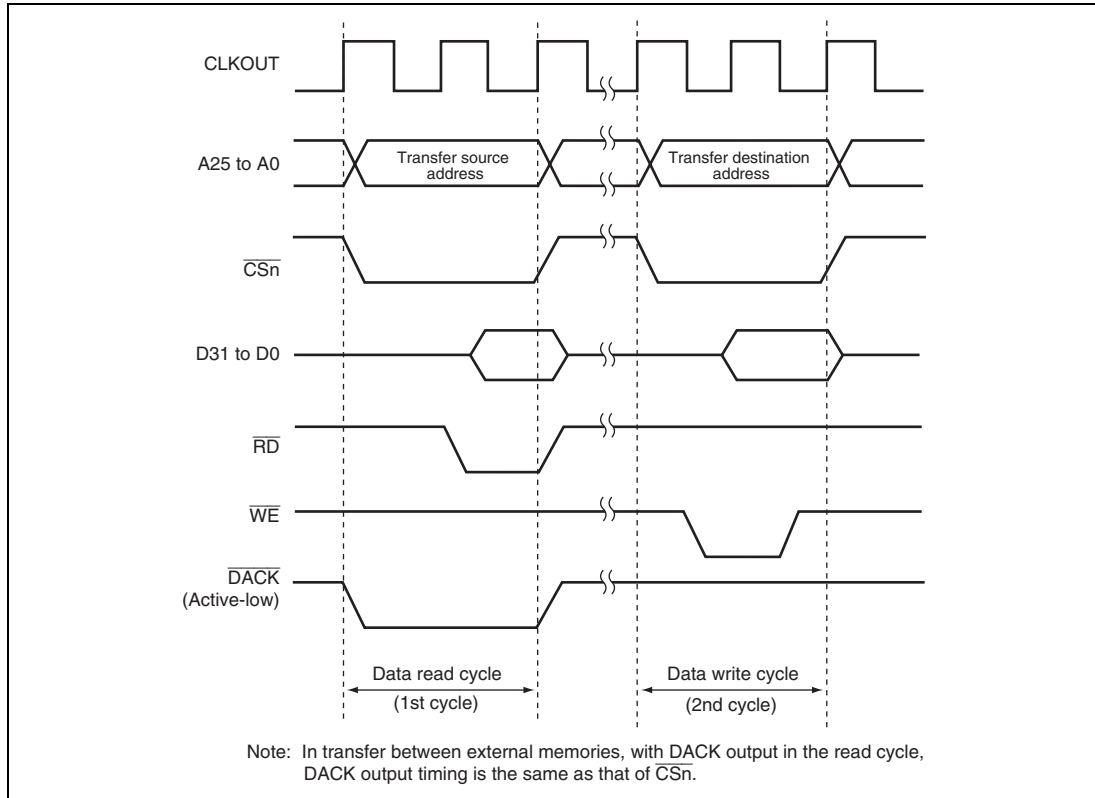 CLKOUT
A25 to A0
Transfer source
address
Transfer destination
address
CSn
D31 to D0
RD
WE
DACK
(Active-low)
Data read cycle
(1st cycle)
Data write cycle
(2nd cycle)
Note: In transfer between external memories, with DACK output in the read cycle,
DACK output timing is the same as that of CSn.